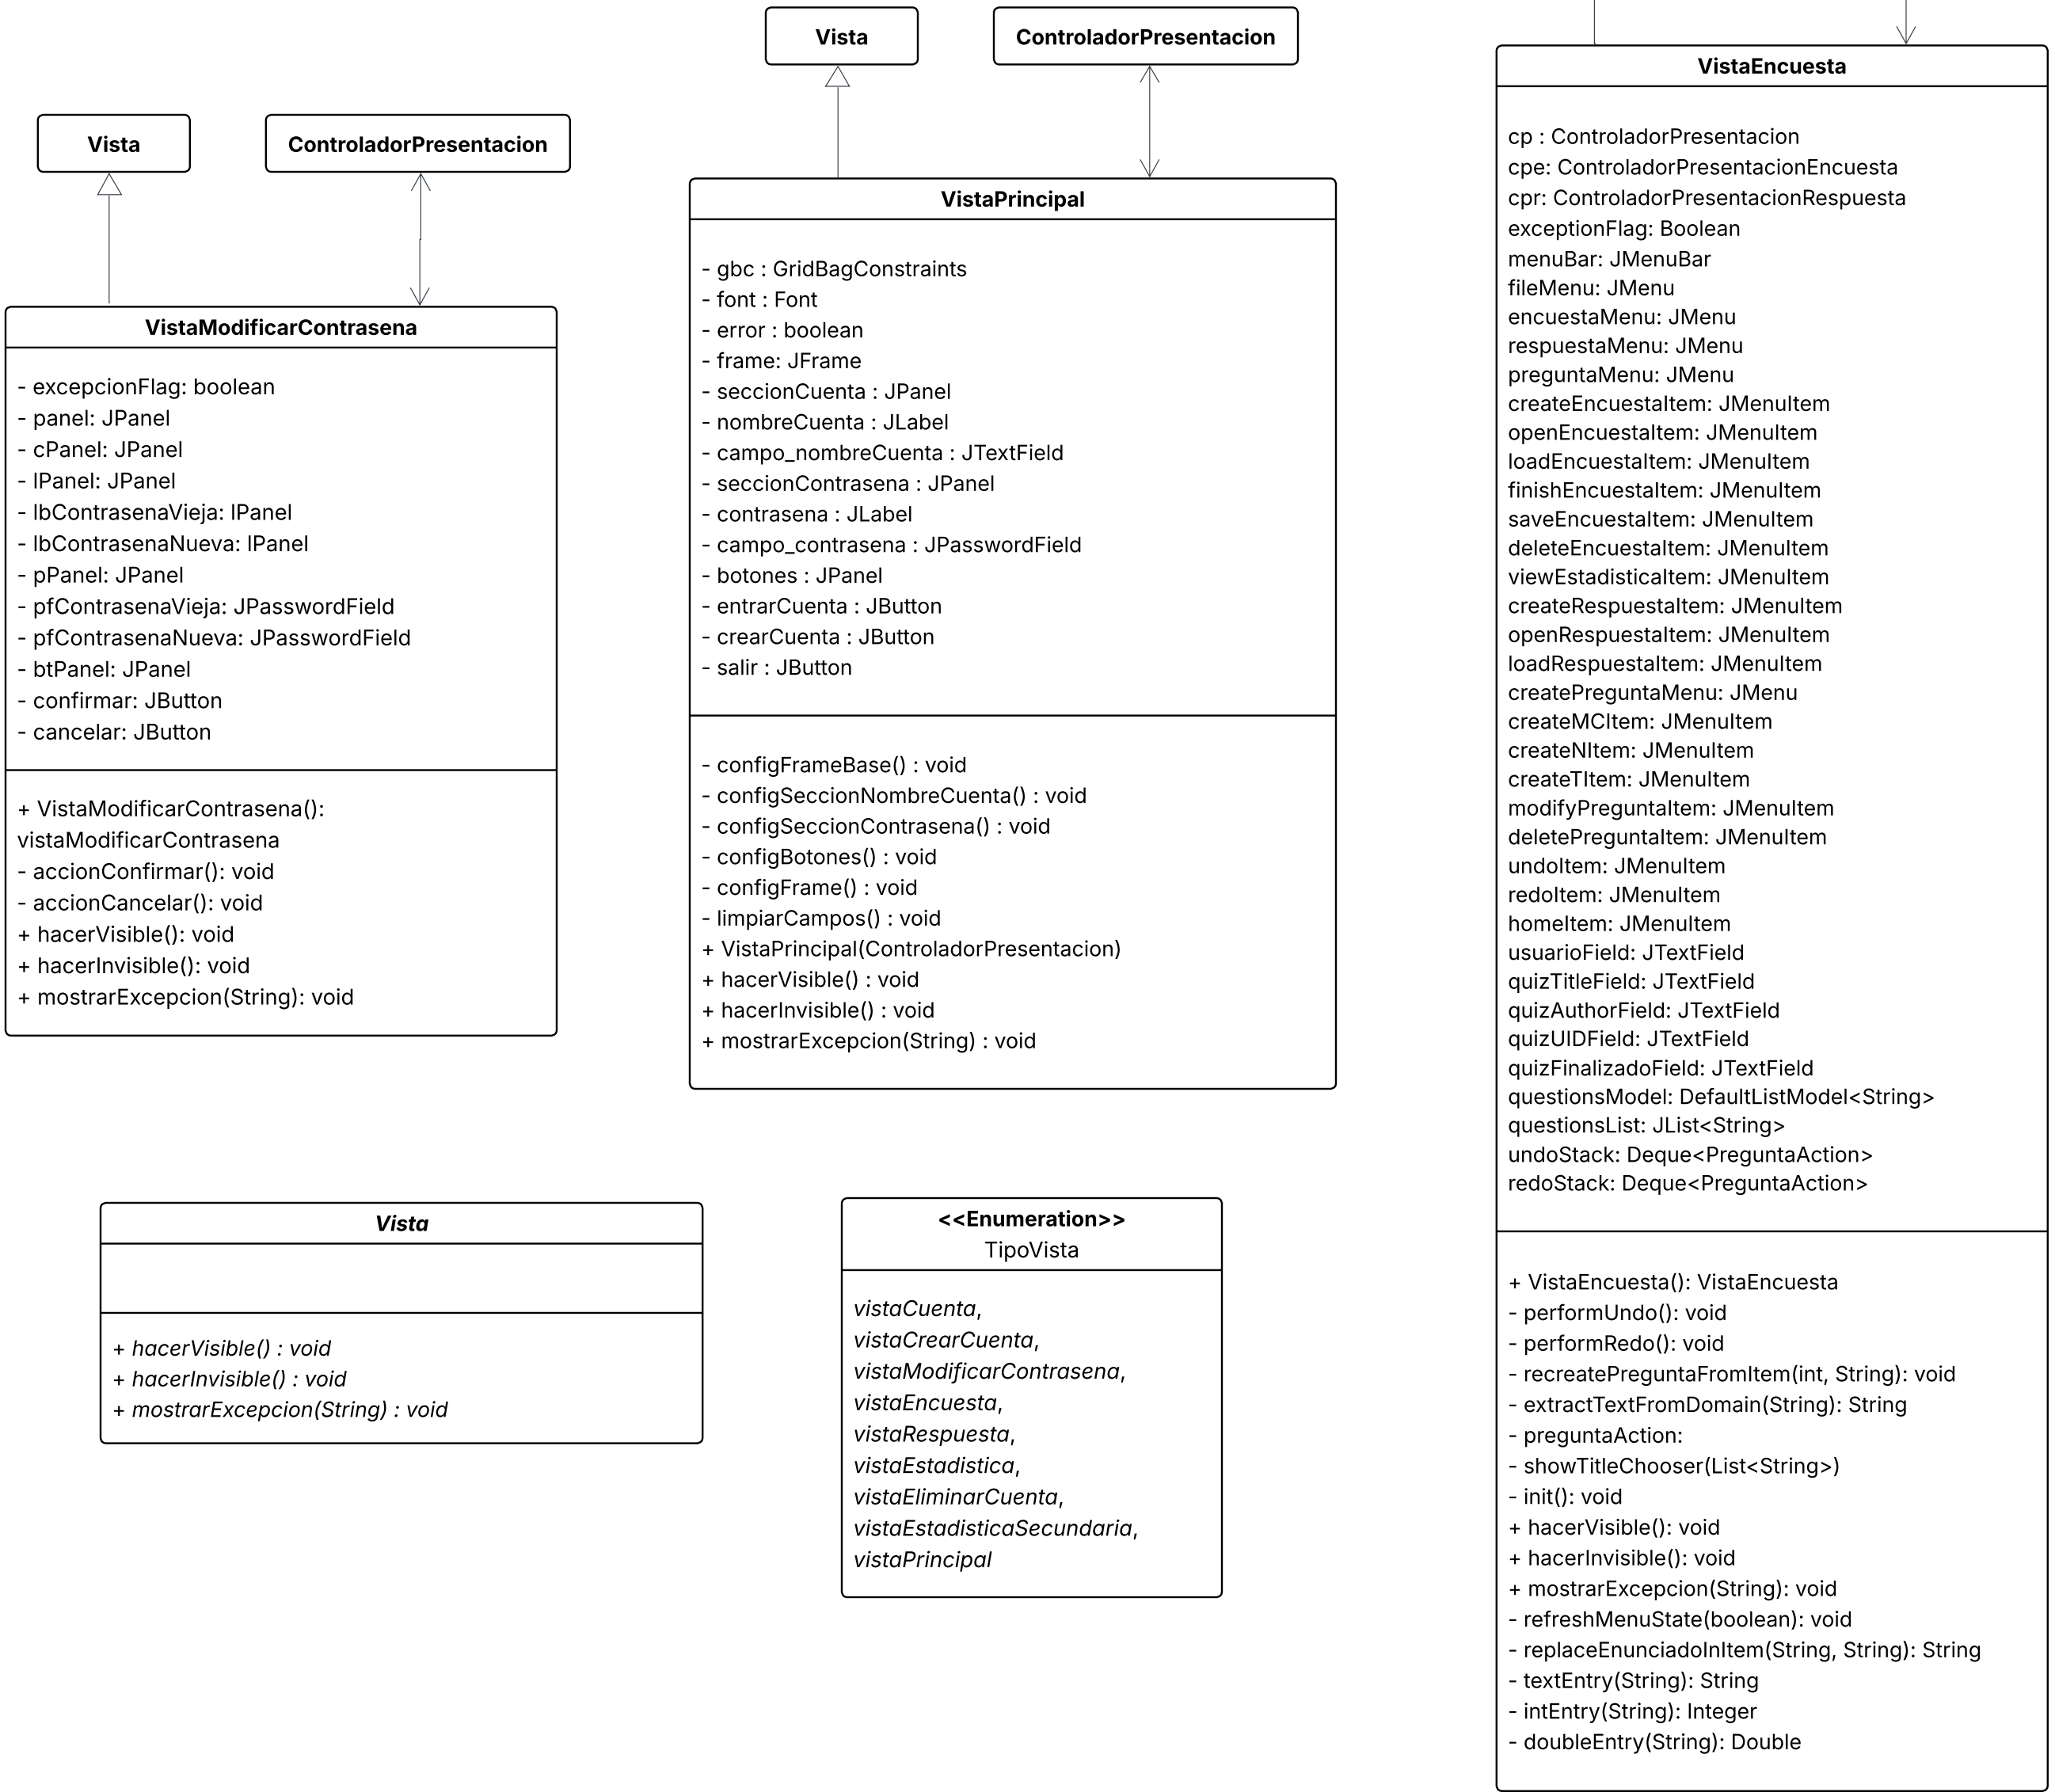 Vista
ControladorPresentacion
VistaModificarContrasena
- excepcionFlag: boolean
- panel: JPanel
- cPanel: JPanel
- lPanel: JPanel
- lbContrasenaVieja: lPanel
- lbContrasenaNueva: lPanel
- pPanel: JPanel
- pfContrasenaVieja: JPasswordField
- pfContrasenaNueva: JPasswordField
- btPanel: JPanel
- confirmar: JButton
- cancelar: JButton
+ VistaModificarContrasena():
vistaModificarContrasena
- accionConfirmar(): void
- accionCancelar(): void
+ hacerVisible(): void
+ hacerInvisible(): void
+ mostrarExcepcion(String): void
Vista
ControladorPresentacion
VistaPrincipal
- gbc : GridBagConstraints
- font : Font
- error : boolean
- frame: JFrame
- seccionCuenta : JPanel
- nombreCuenta : JLabel
- campo_nombreCuenta : JTextField
- seccionContrasena : JPanel
- contrasena : JLabel
- campo_contrasena : JPasswordField
- botones : JPanel
- entrarCuenta : JButton
- crearCuenta : JButton
- salir : JButton
- configFrameBase() : void
- configSeccionNombreCuenta() : void
- configSeccionContrasena() : void
- configBotones() : void
- configFrame() : void
- limpiarCampos() : void
+ VistaPrincipal(ControladorPresentacion)
+ hacerVisible() : void
+ hacerInvisible() : void
+ mostrarExcepcion(String) : void
Vista
+ hacerVisible() : void
+ hacerInvisible() : void
+ mostrarExcepcion(String) : void
<<Enumeration>>
TipoVista
vistaCuenta,
vistaCrearCuenta,
vistaModificarContrasena,
vistaEncuesta,
vistaRespuesta,
vistaEstadistica,
vistaEliminarCuenta,
vistaEstadisticaSecundaria,
vistaPrincipal
VistaEncuesta
cp : ControladorPresentacion
cpe: ControladorPresentacionEncuesta
cpr: ControladorPresentacionRespuesta
exceptionFlag: Boolean
menuBar: JMenuBar
fileMenu: JMenu
encuestaMenu: JMenu
respuestaMenu: JMenu
preguntaMenu: JMenu
createEncuestaItem: JMenuItem
openEncuestaItem: JMenuItem
loadEncuestaItem: JMenuItem
finishEncuestaItem: JMenuItem
saveEncuestaItem: JMenuItem
deleteEncuestaItem: JMenuItem
viewEstadisticaItem: JMenuItem
createRespuestaItem: JMenuItem
openRespuestaItem: JMenuItem
loadRespuestaItem: JMenuItem
createPreguntaMenu: JMenu
createMCItem: JMenuItem
createNItem: JMenuItem
createTItem: JMenuItem
modifyPreguntaItem: JMenuItem
deletePreguntaItem: JMenuItem
undoItem: JMenuItem
redoItem: JMenuItem
homeItem: JMenuItem
usuarioField: JTextField
quizTitleField: JTextField
quizAuthorField: JTextField
quizUIDField: JTextField
quizFinalizadoField: JTextField
questionsModel: DefaultListModel<String>
questionsList: JList<String>
undoStack: Deque<PreguntaAction>
redoStack: Deque<PreguntaAction>
+ VistaEncuesta(): VistaEncuesta
- performUndo(): void
- performRedo(): void
- recreatePreguntaFromItem(int, String): void
- extractTextFromDomain(String): String
- preguntaAction:
- showTitleChooser(List<String>)
- init(): void
+ hacerVisible(): void
+ hacerInvisible(): void
+ mostrarExcepcion(String): void
- refreshMenuState(boolean): void
- replaceEnunciadoInItem(String, String): String
- textEntry(String): String
- intEntry(String): Integer
- doubleEntry(String): Double